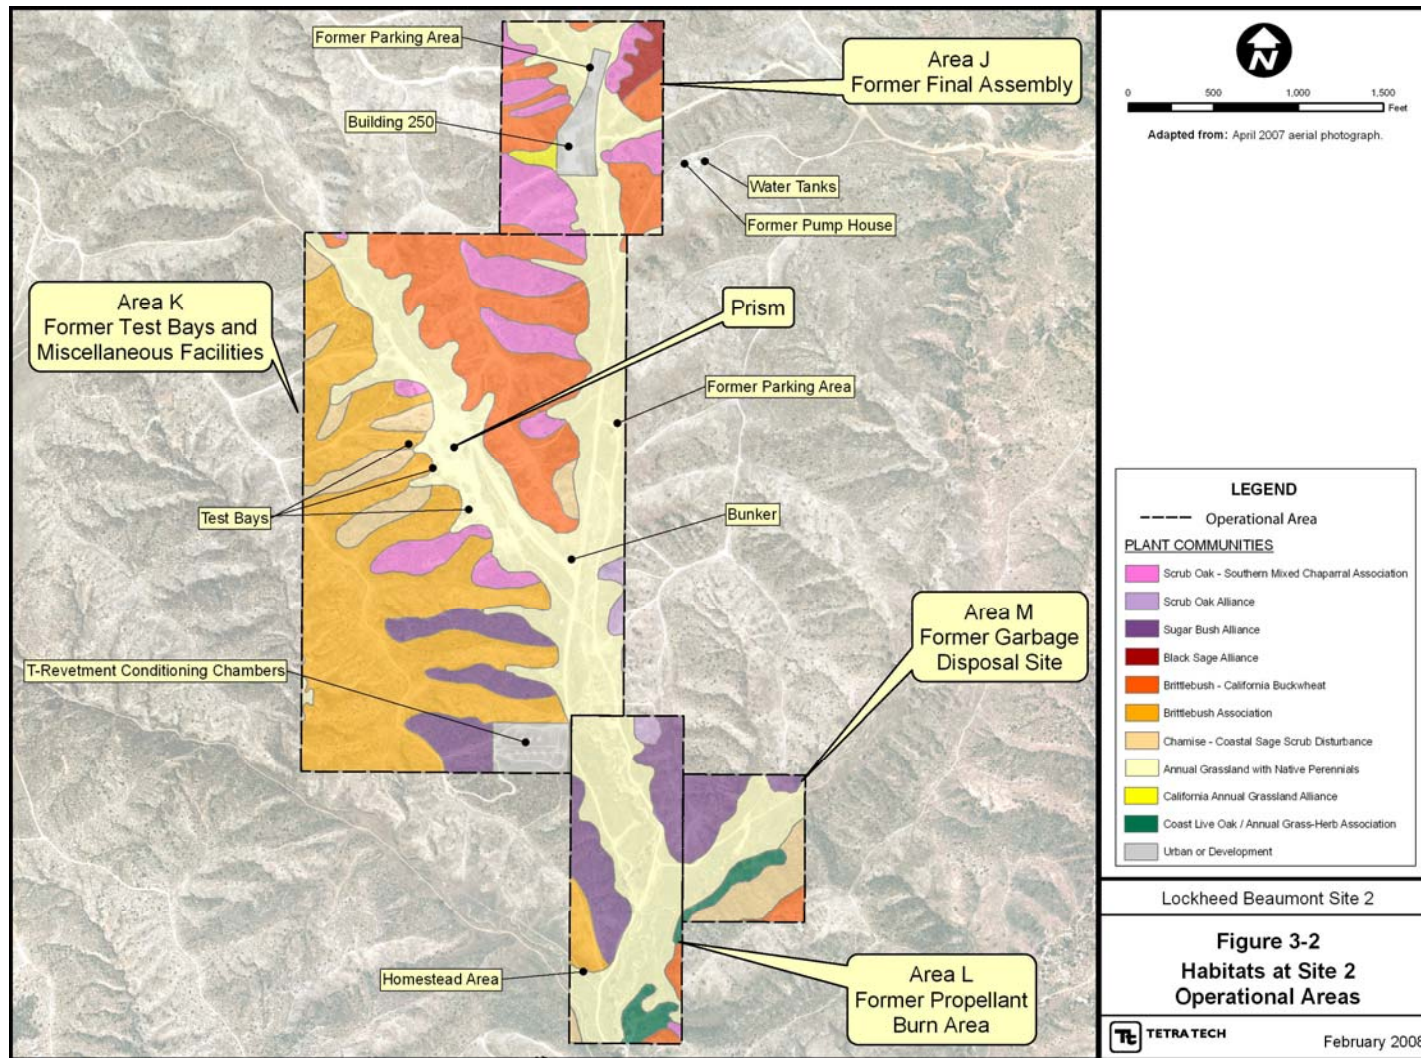 Former Parking Area
Area J
Former Final Assembly
Building 250
Water Tanks
Former Pump House
Area K
Former Test Bays and
Miscellaneous Facilities
Prism
Former Parking Area
Test Bays
Bunker
Area M
Former Garbage
Disposal Site
T-Revetment Conditioning Chambers
Homestead Area
Area L
Former Propellant
Burn Area
N
0 500 1,000 1,500
Feet
Adapted from: April 2007 aerial photograph.
LEGEND
Operational Area
PLANT COMMUNITIES
Scrub Oak - Southern Mixed Chaparral Association
Scrub Oak Alliance
Sugar Bush Alliance
Black Sage Alliance
Brittlebush - California Buckwheat
Brittlebush Association
Chamise - Coastal Sage Scrub Disturbance
Annual Grassland with Native Perennials
California Annual Grassland Alliance
Coast Live Oak / Annual Grass-Herb Association
Urban or Development
Lockheed Beaumont Site 2
Figure 3-2
Habitats at Site 2
Operational Areas
Tt TETRA TECH
February 2008